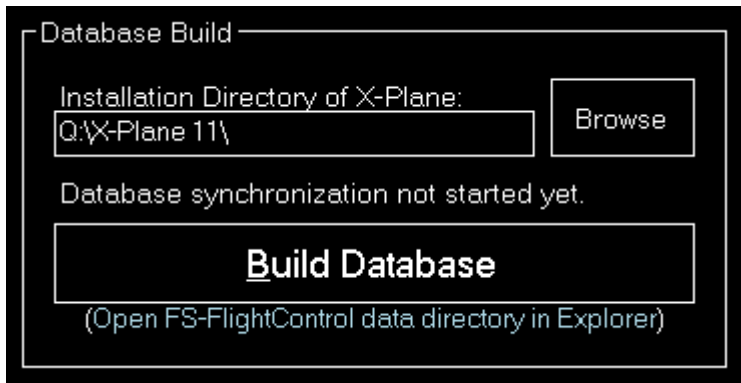 Database Build
Installation Directory of X-Plane:
Q:\X-Plane 11\
Browse
Database synchronization not started yet.
Build Database
(Open FS-FlightControl data directory in Explorer)